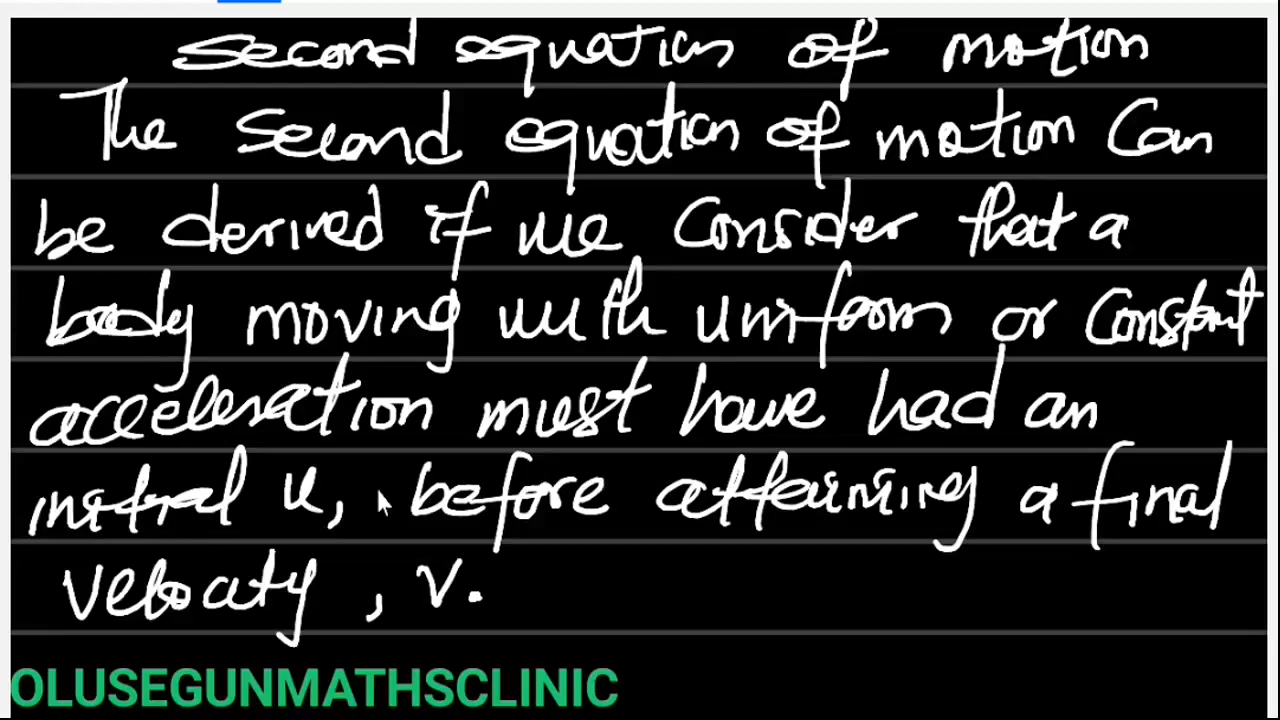 Second equation of motion
The second equation of motion can
be derived if we consider that a
body moving with uniform or constant
acceleration must have had an
initial u, before attaining a final
velocity, v.
OLUSEGUNMATHSCLINIC